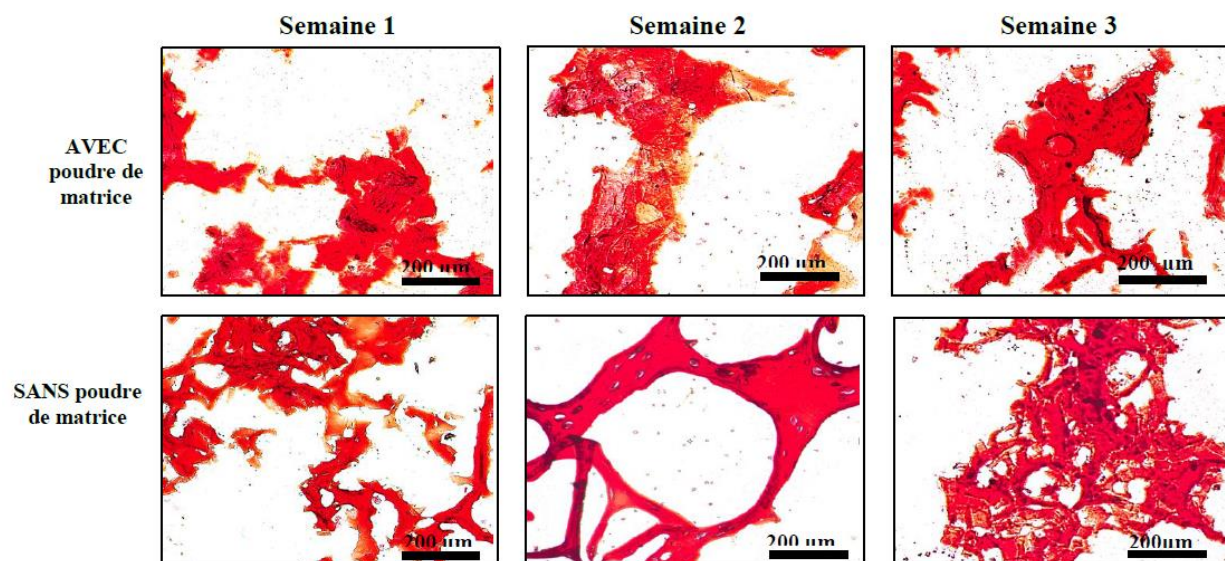 Semaine 1
Semaine 2
Semaine 3
AVEC
poudre de
matrice
200 µm
200 µm
200 µm
SANS poudre
de matrice
200 µm
200 µm
200µm